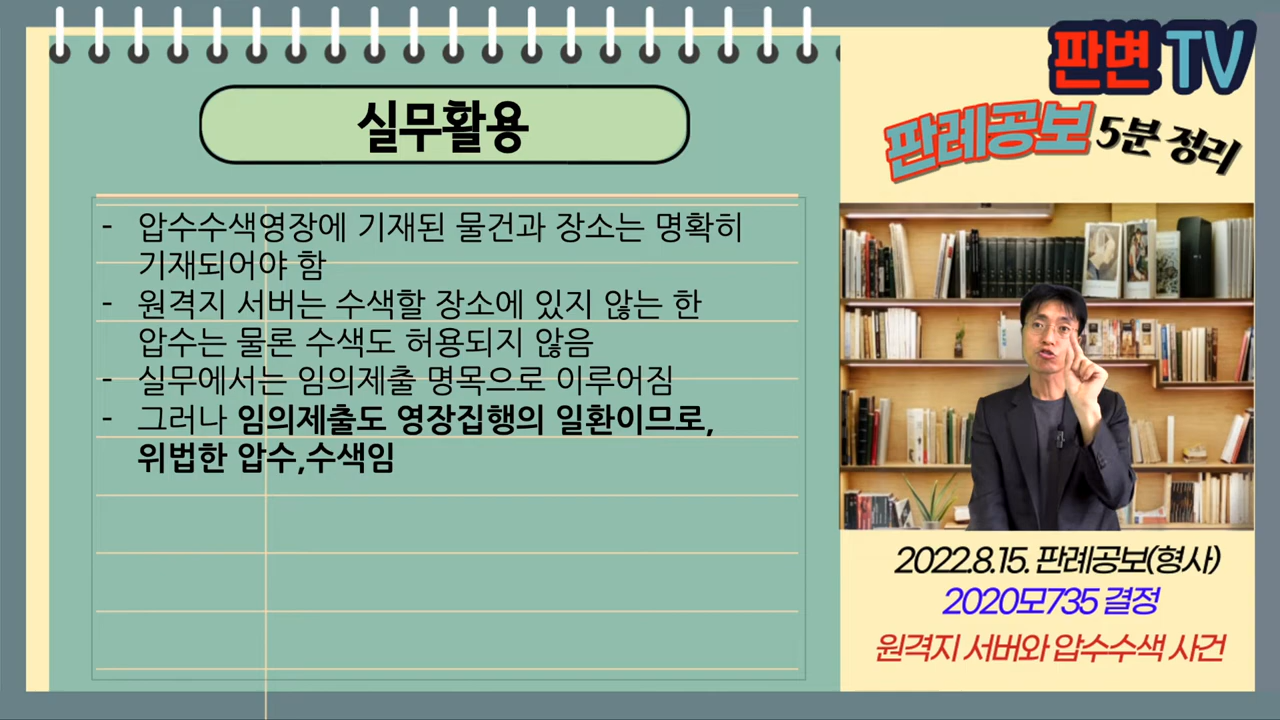 판변 TV
판례공보 5분 정리
실무활용
- 압수수색영장에 기재된 물건과 장소는 명확히
기재되어야 함
- 원격지 서버는 수색할 장소에 있지 않는 한
압수는 물론 수색도 허용되지 않음
- 실무에서는 임의제출 명목으로 이루어짐
- 그러나 임의제출도 영장집행의 일환이므로,
위법한 압수,수색임
2022.8.15. 판례공보(형사)
2020모735 결정
원격지 서버와 압수수색 사건